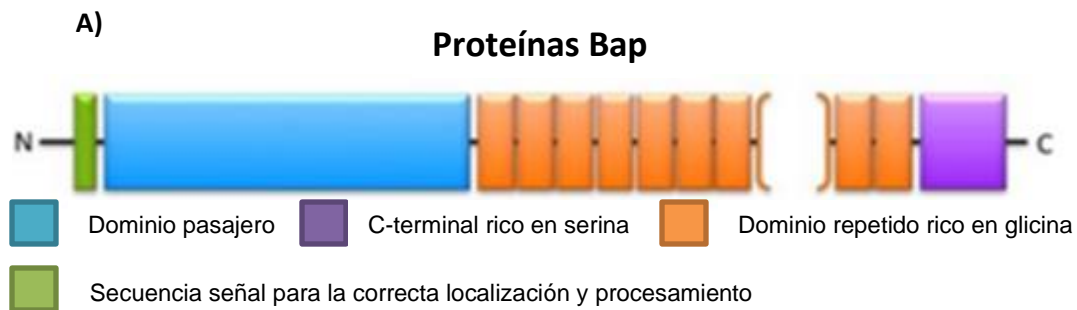 A)
Proteínas Bap
N
C
Dominio pasajero
C-terminal rico en serina
Dominio repetido rico en glicina
Secuencia señal para la correcta localización y procesamiento